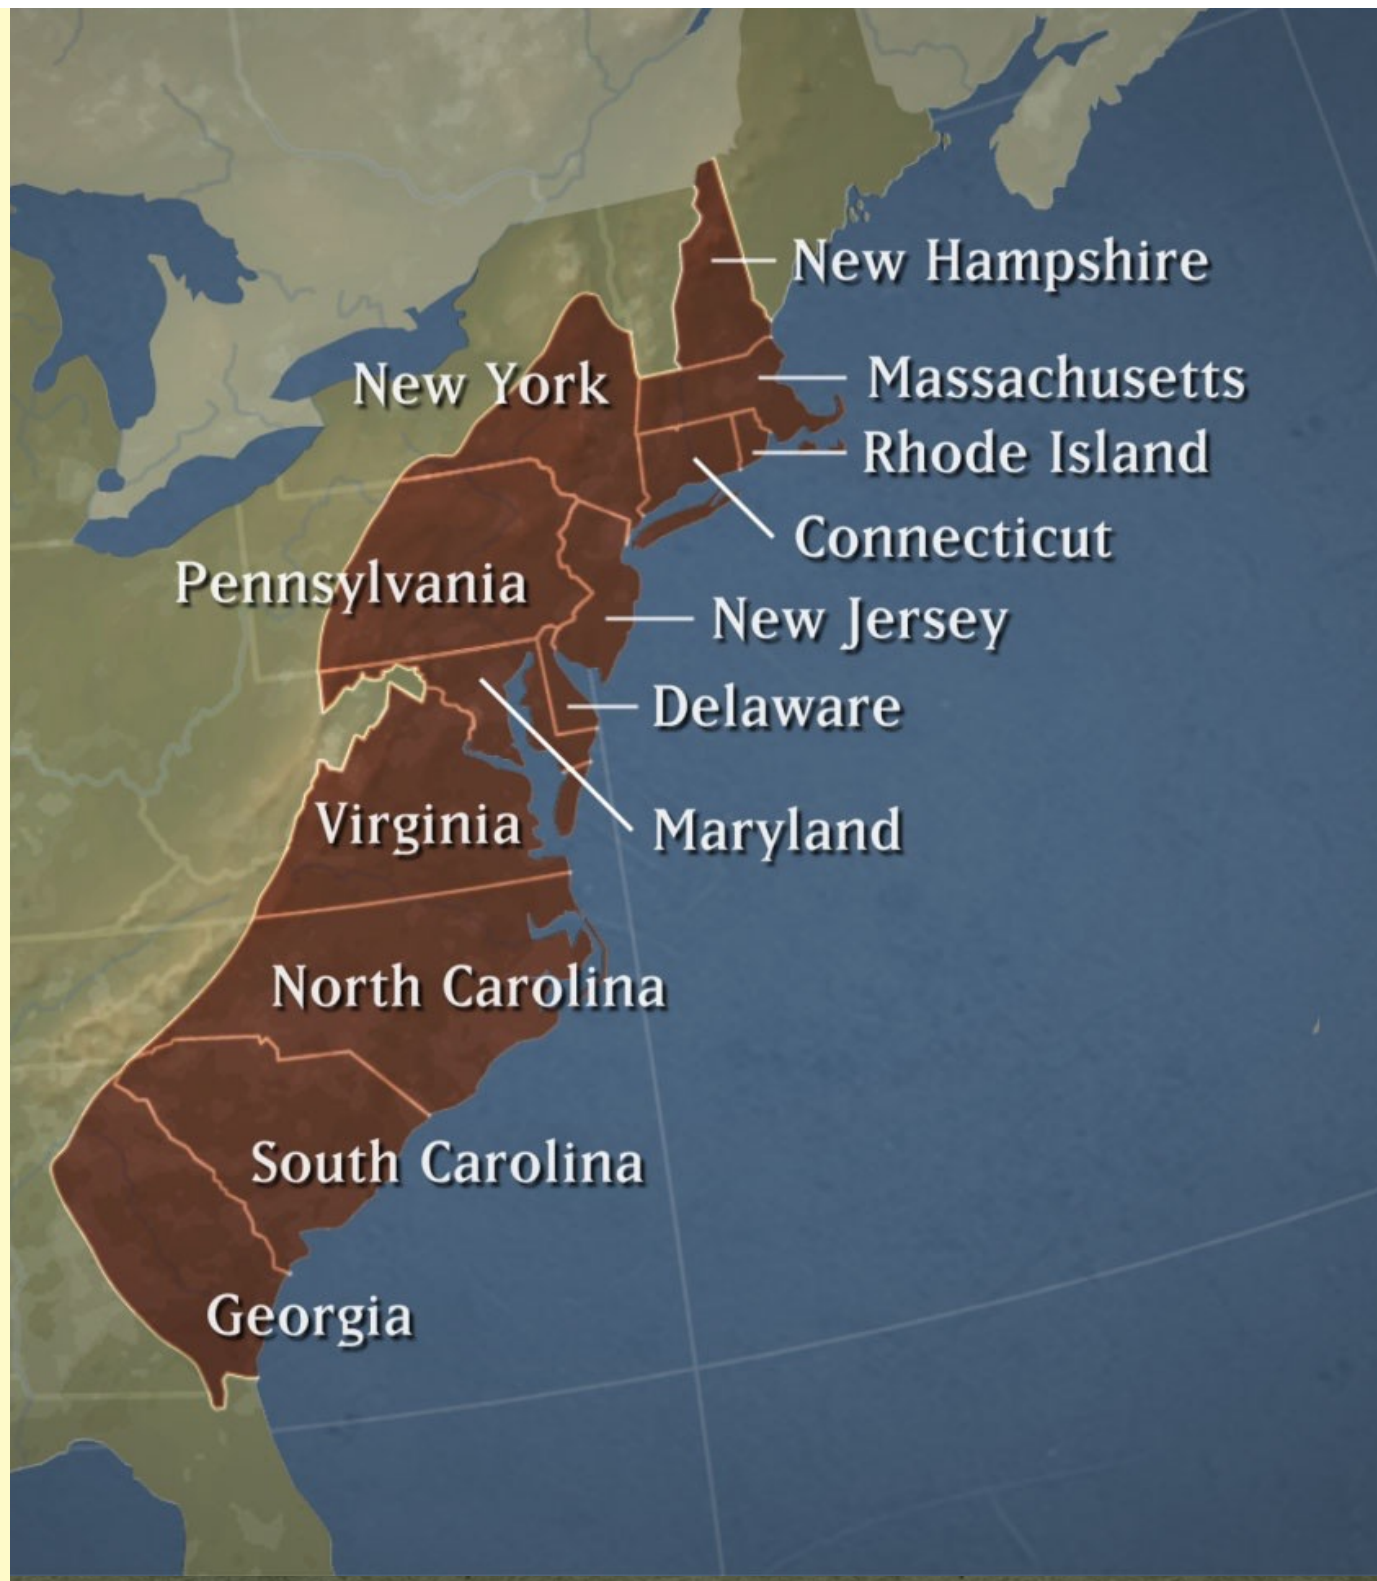 New Hampshire
Massachusetts
New York
Rhode Island
Connecticut
Pennsylvania
New Jersey
Delaware
Virginia
Maryland
North Carolina
South Carolina
Georgia